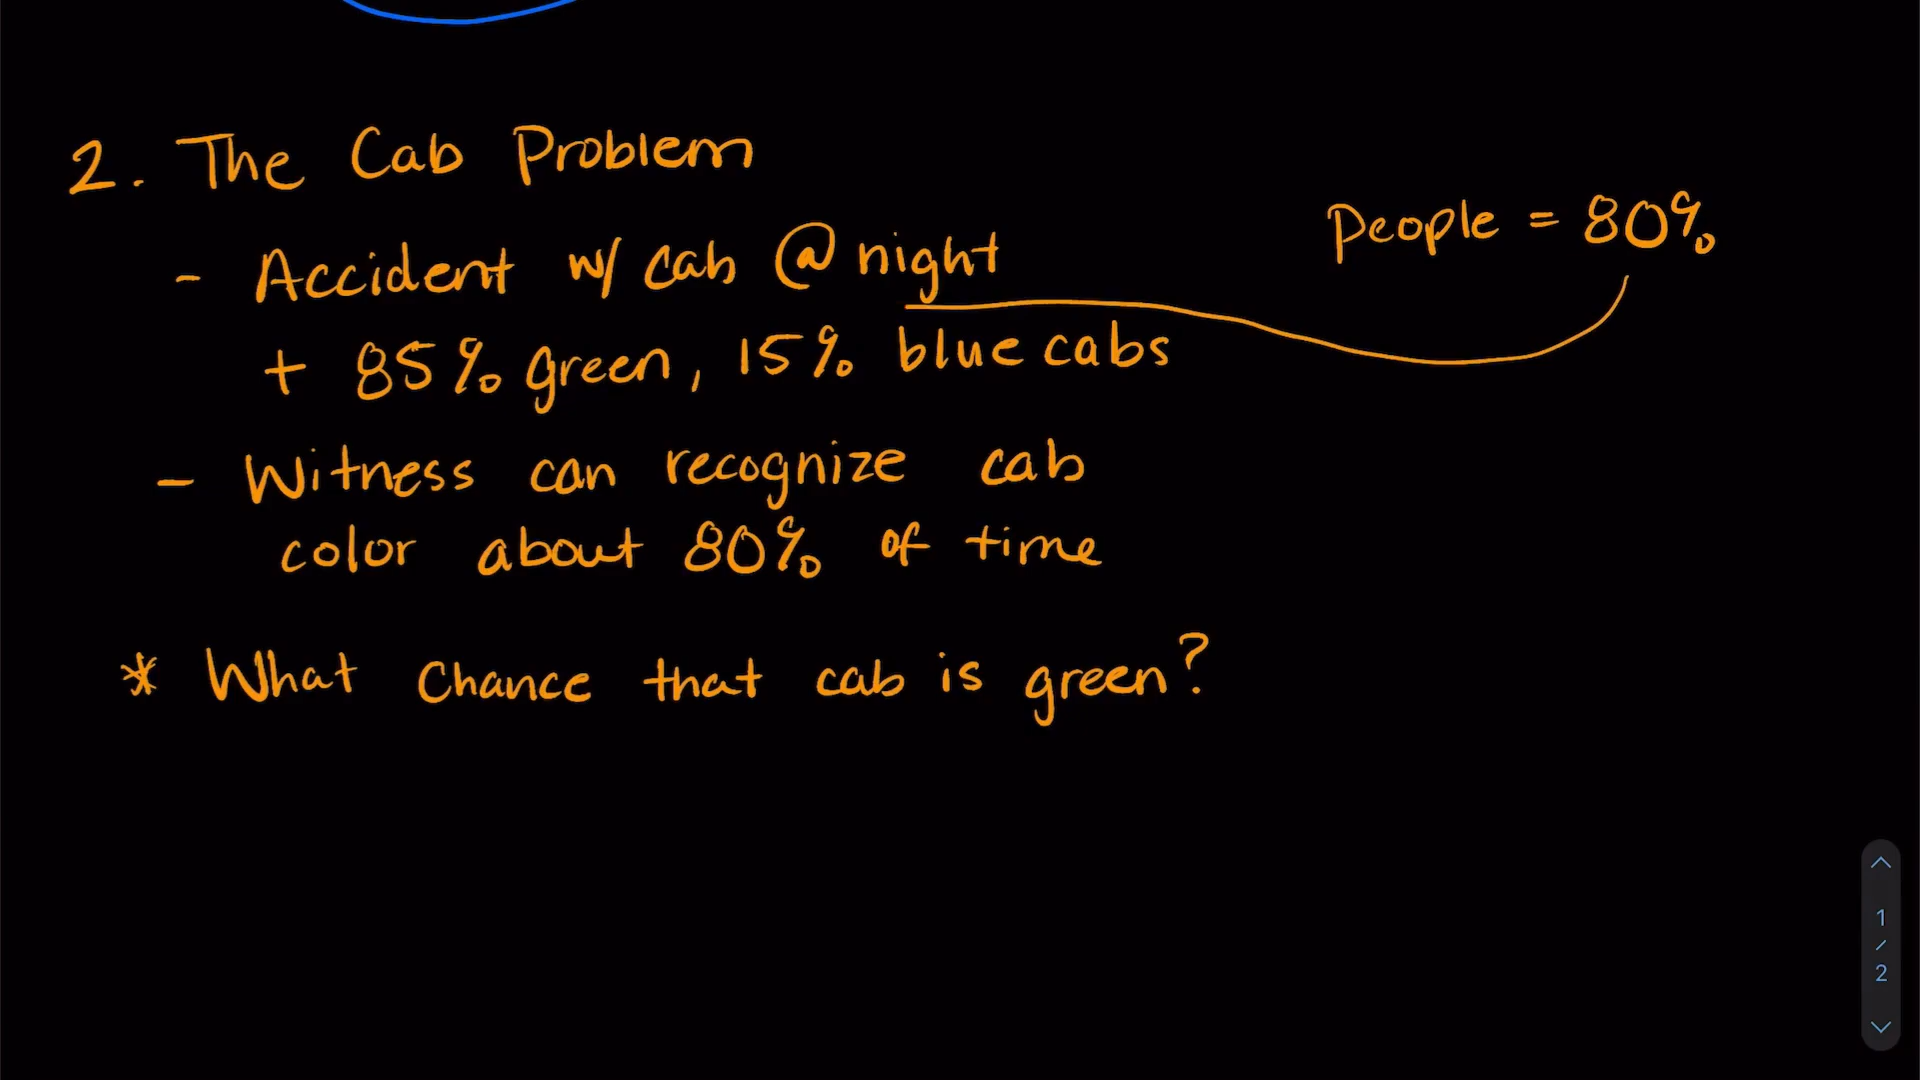 2. The Cab Problem
People = 80%
- Accident w/ cab @ night
+ 85% green, 15% blue cabs
- Witness can recognize cab
color about 80% of time
* What chance that cab is green?
1
/
2